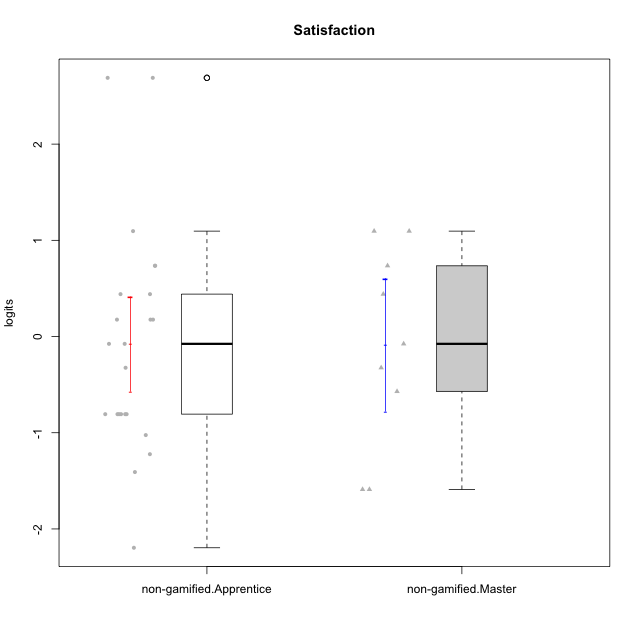 Satisfaction
logits
2
1
0
-1
-2
non-gamified.Apprentice
non-gamified.Master